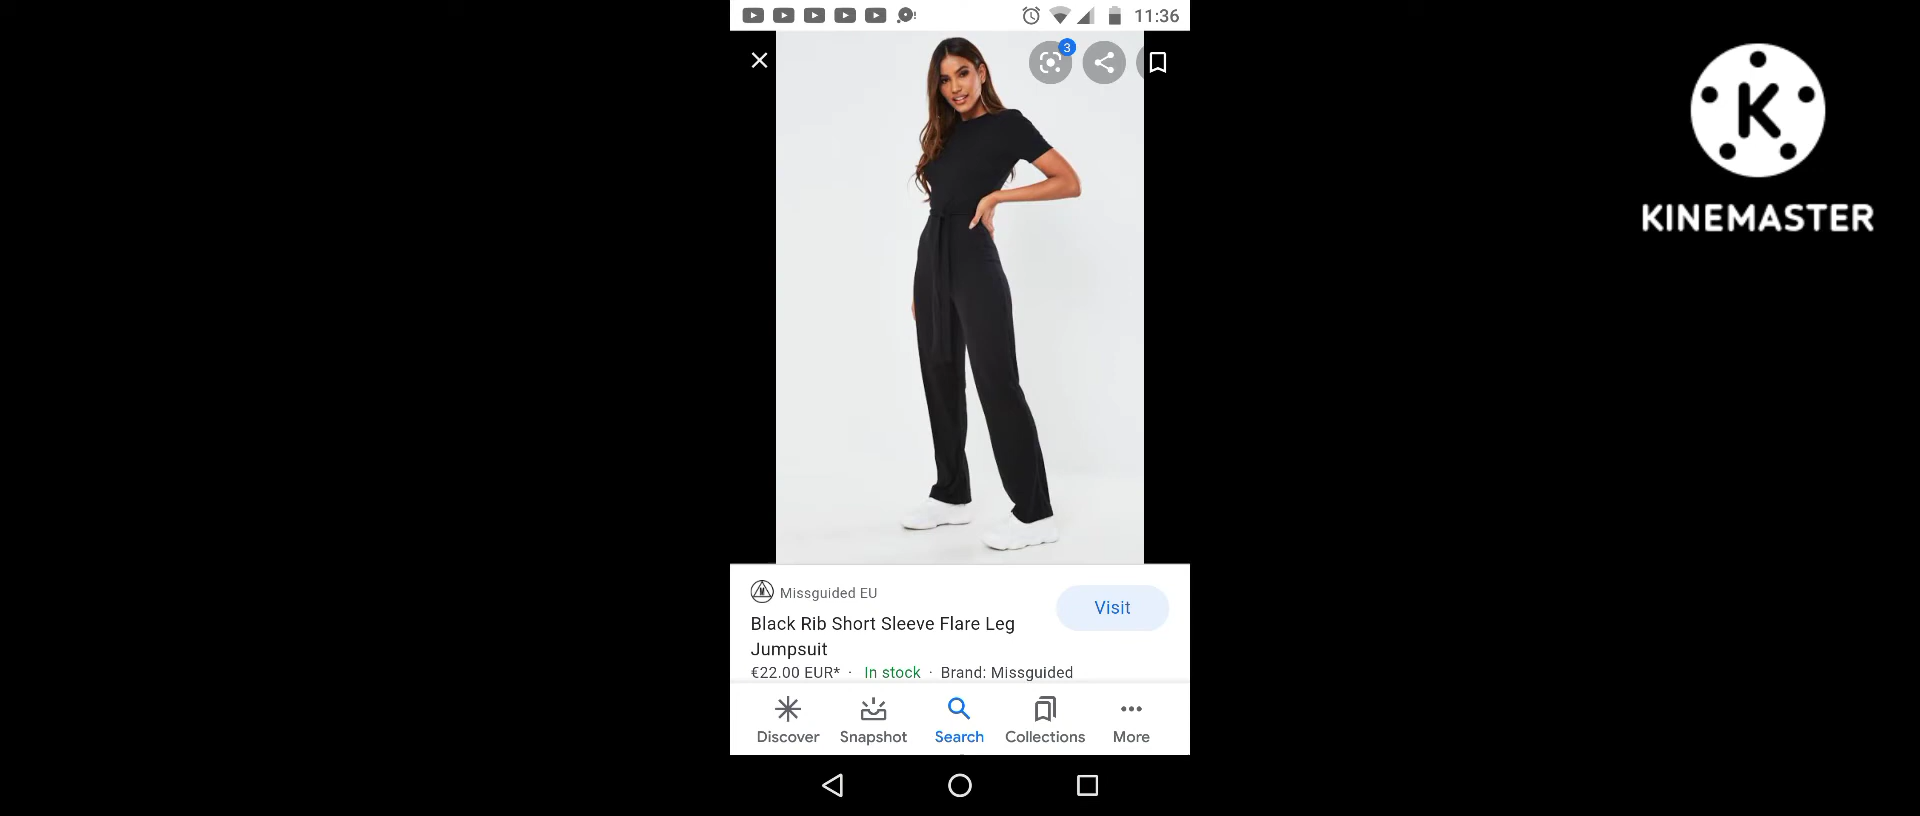 11:36
3
K
KINEMASTER
Missguided EU
Visit
Black Rib Short Sleeve Flare Leg
Jumpsuit
€22.00 EUR* · In stock · Brand: Missguided
Discover Snapshot Search Collections More